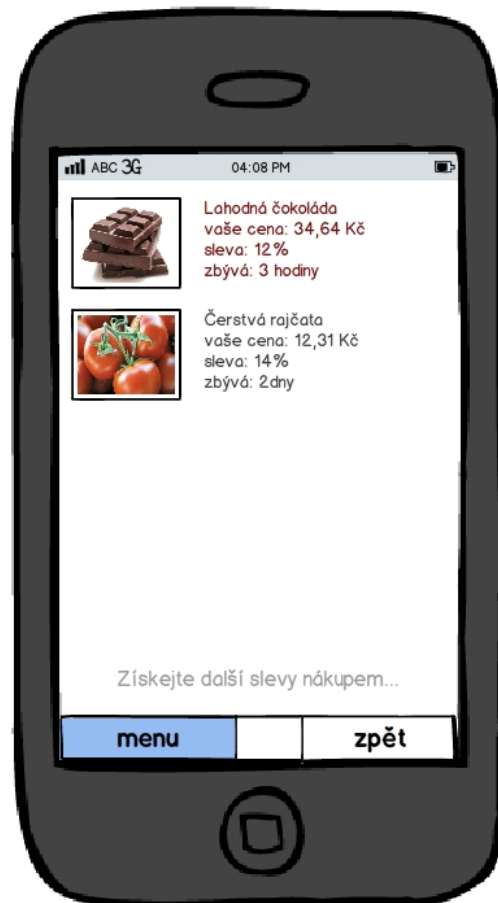 ABC 3G 04:08 PM
Lahodná čokoláda
vaše cena: 34,64 Kč
sleva: 12%
zbývá: 3 hodiny
Čerstvá rajčata
vaše cena: 12,31 Kč
sleva: 14%
zbývá: 2dny
Získejte další slevy nákupem...
menu zpět